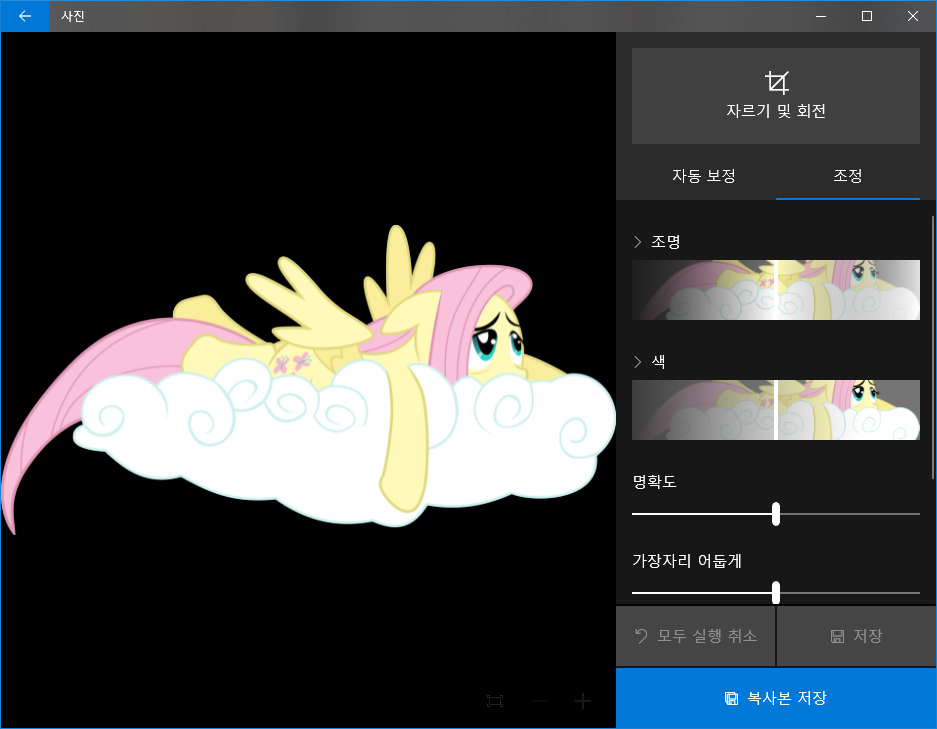 사진
자르기 및 회전
자동 보정
조정
조명
색
명확도
가장자리 어둡게
모두 실행 취소
저장
복사본 저장